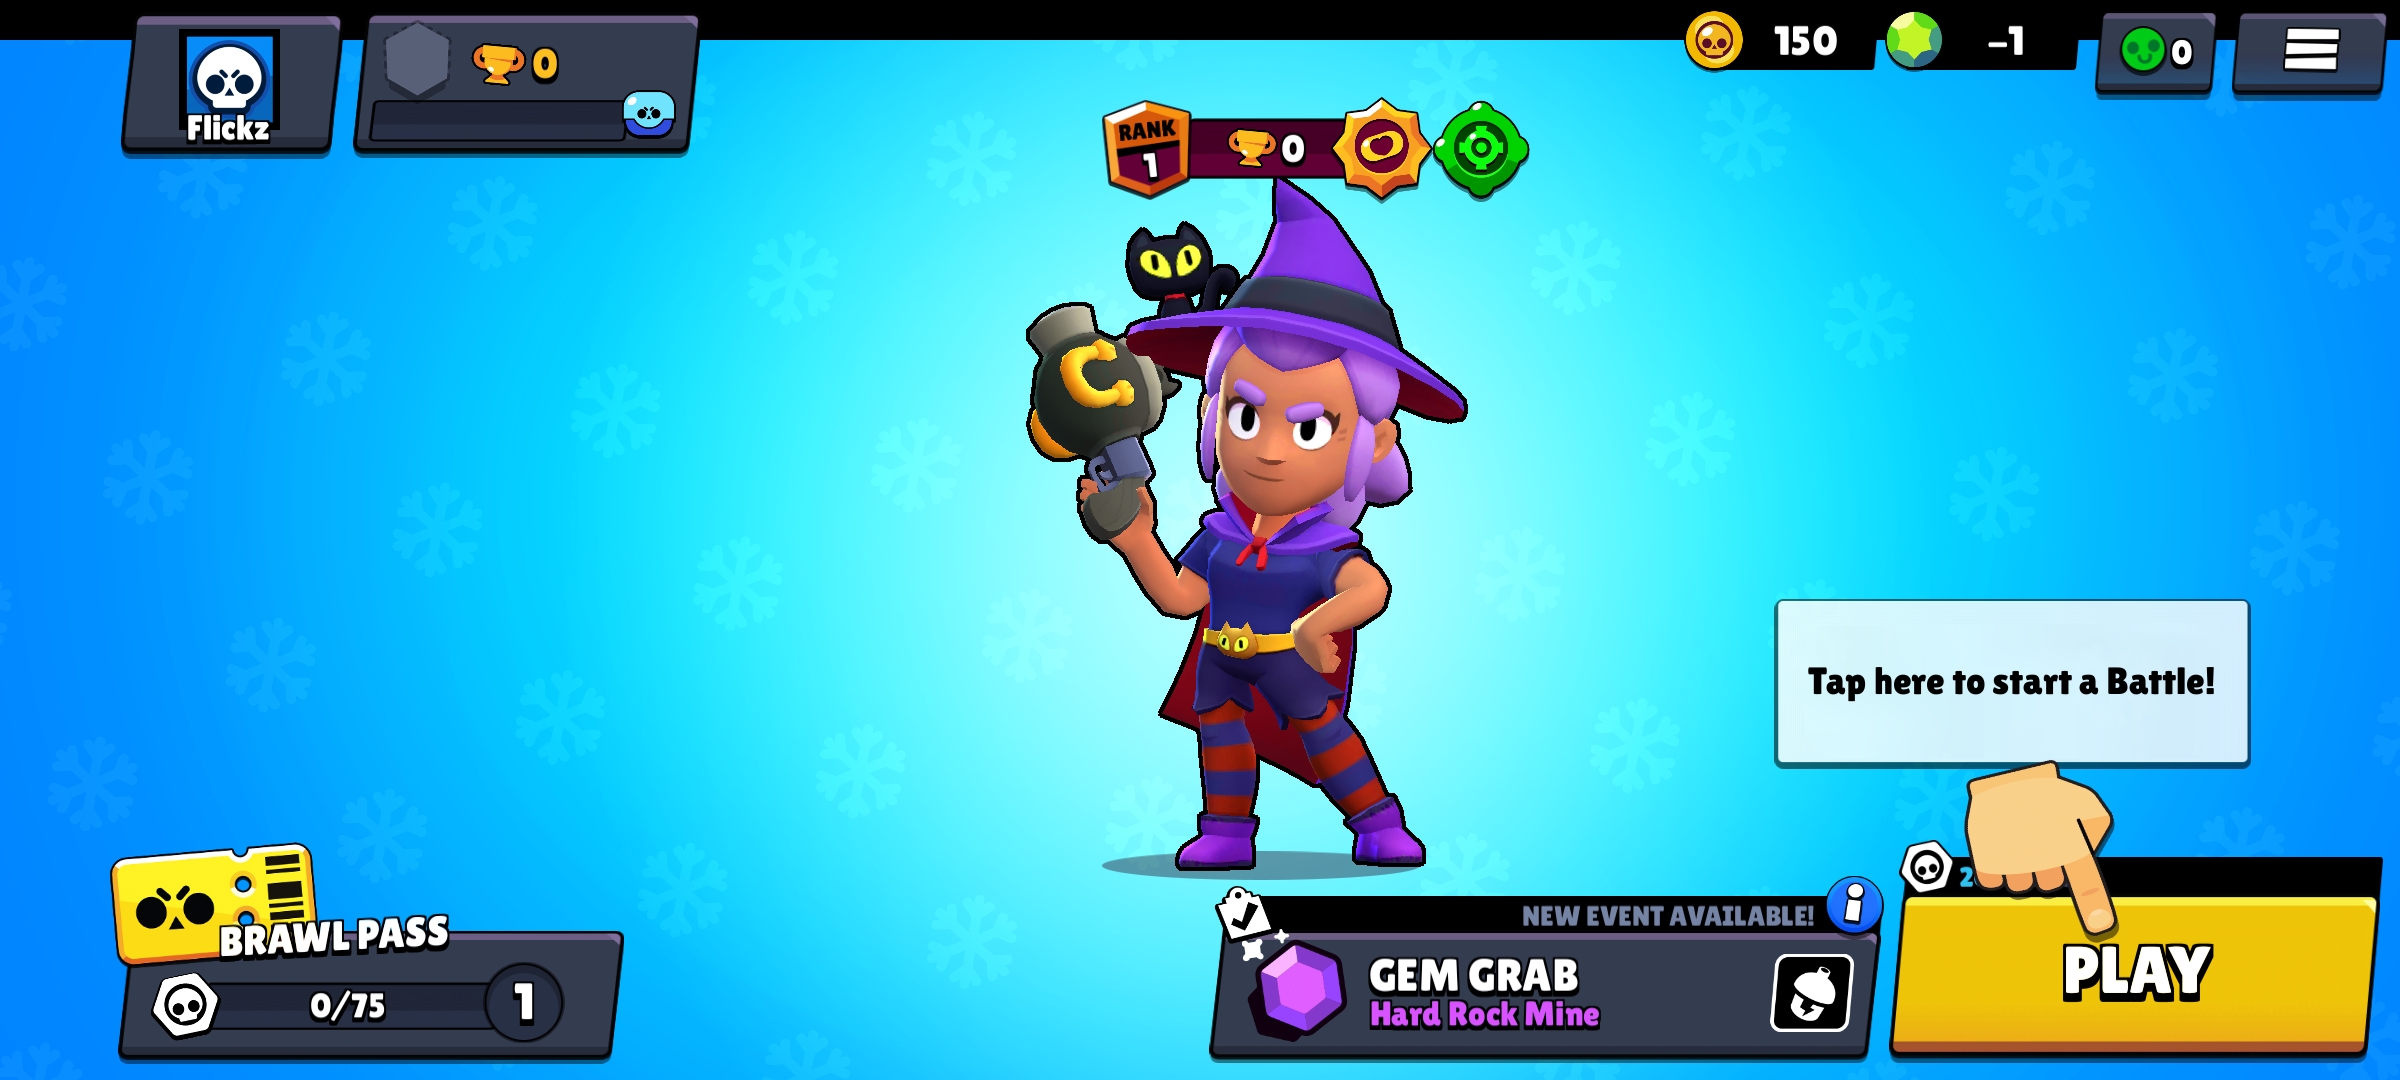 Flickz
0
150
-1
0
RANK
1
0
Tap here to start a Battle!
BRAWL PASS
0/75
1
NEW EVENT AVAILABLE!
GEM GRAB
Hard Rock Mine
PLAY